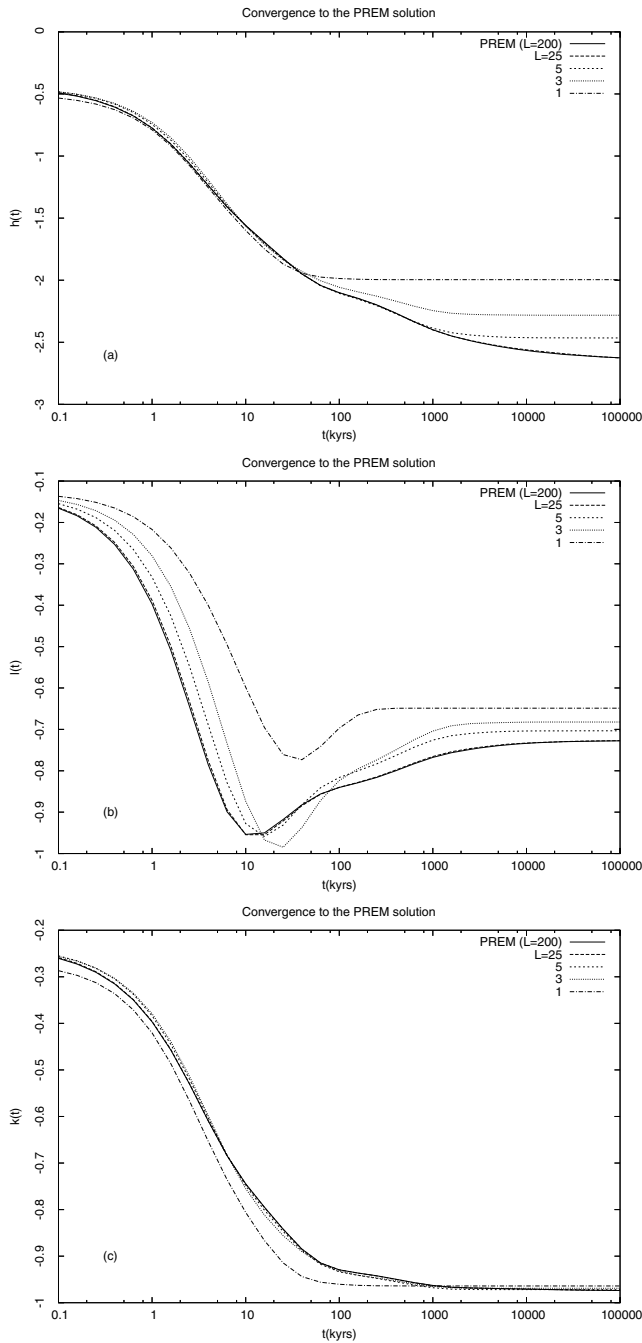 Convergence to the PREM solution
0
-0.5
-1
-1.5
-2
-2.5
-3
h(t)
PREM (L=200)
L=25
5
3
1
(a)
0.1 1 10 100 1000 10000 100000
t(kyrs)
Convergence to the PREM solution
-0.1
-0.2
-0.3
-0.4
-0.5
-0.6
-0.7
-0.8
-0.9
-1
l(t)
PREM (L=200)
L=25
5
3
1
(b)
0.1 1 10 100 1000 10000 100000
t(kyrs)
Convergence to the PREM solution
-0.2
-0.3
-0.4
-0.5
-0.6
-0.7
-0.8
-0.9
-1
k(t)
PREM (L=200)
L=25
5
3
1
(c)
0.1 1 10 100 1000 10000 100000
t(kyrs)